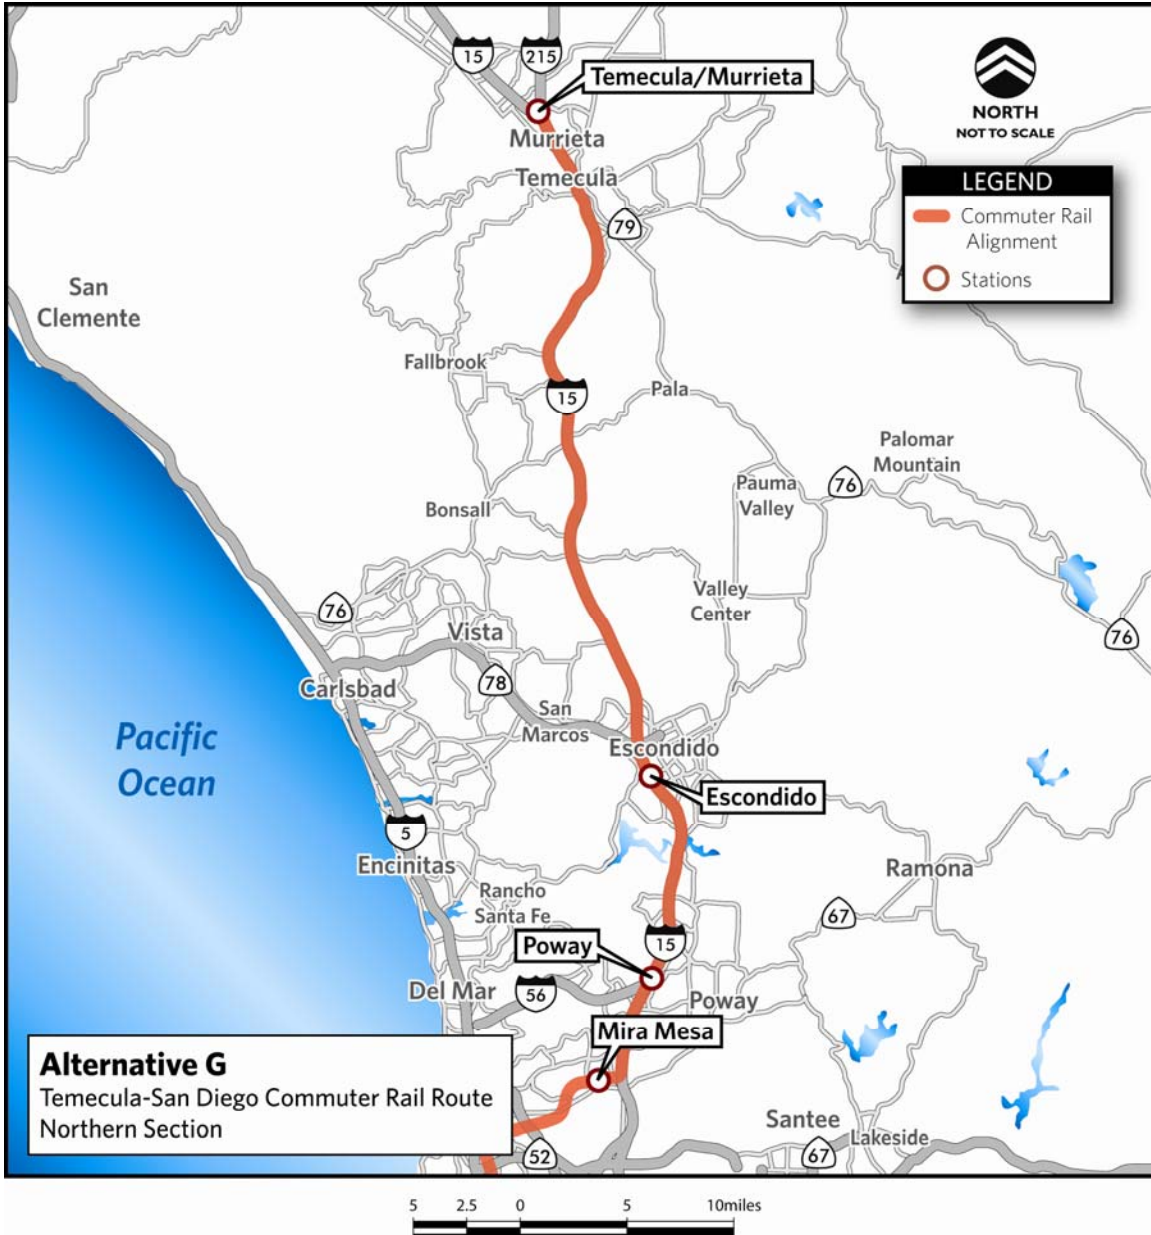 15
215
Temecula/Murrieta
NORTH
NOT TO SCALE
Murrieta
Temecula
LEGEND
Commuter Rail
Alignment
Stations
79
San
Clemente
Fallbrook
15
Pala
Palomar
Mountain
Pauma
Valley
76
Bonsall
Valley
Center
76
76
Vista
78
Carlsbad
San
Marcos
Escondido
Pacific
Ocean
Escondido
5
Encinitas
Ramona
Rancho
Santa Fe
67
15
Poway
Del Mar
56
Poway
Mira Mesa
Alternative G
Temecula-San Diego Commuter Rail Route
Northern Section
Santee
Lakeside
52
67
5 2.5 0 5 10miles